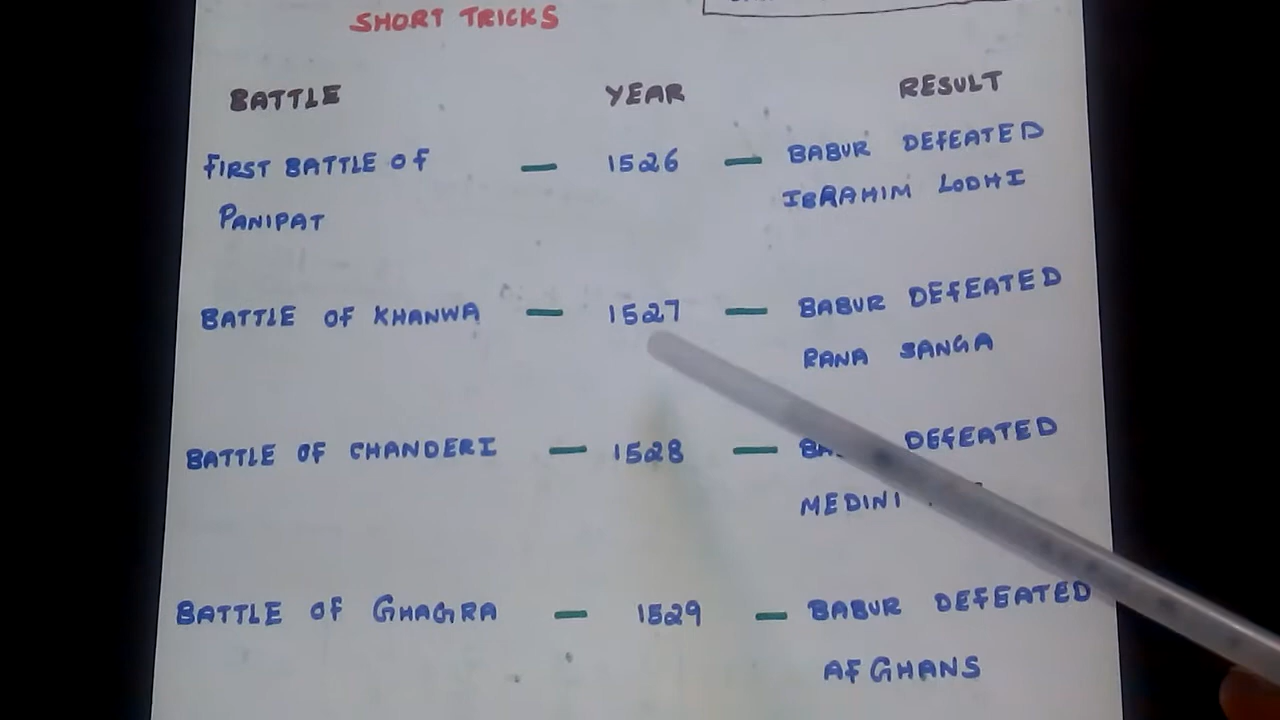 SHORT TRICKS
BATTLE YEAR RESULT
FIRST BATTLE OF — 1526 — BABUR DEFEATED
PANIPAT IBRAHIM LODHI
BATTLE OF KHANWA — 1527 — BABUR DEFEATED
RANA SANGA
BATTLE OF CHANDERI — 1528 — DEFEATED
MEDINI
BATTLE OF GHAGRA — 1529 — BABUR DEFEATED
AFGHANS